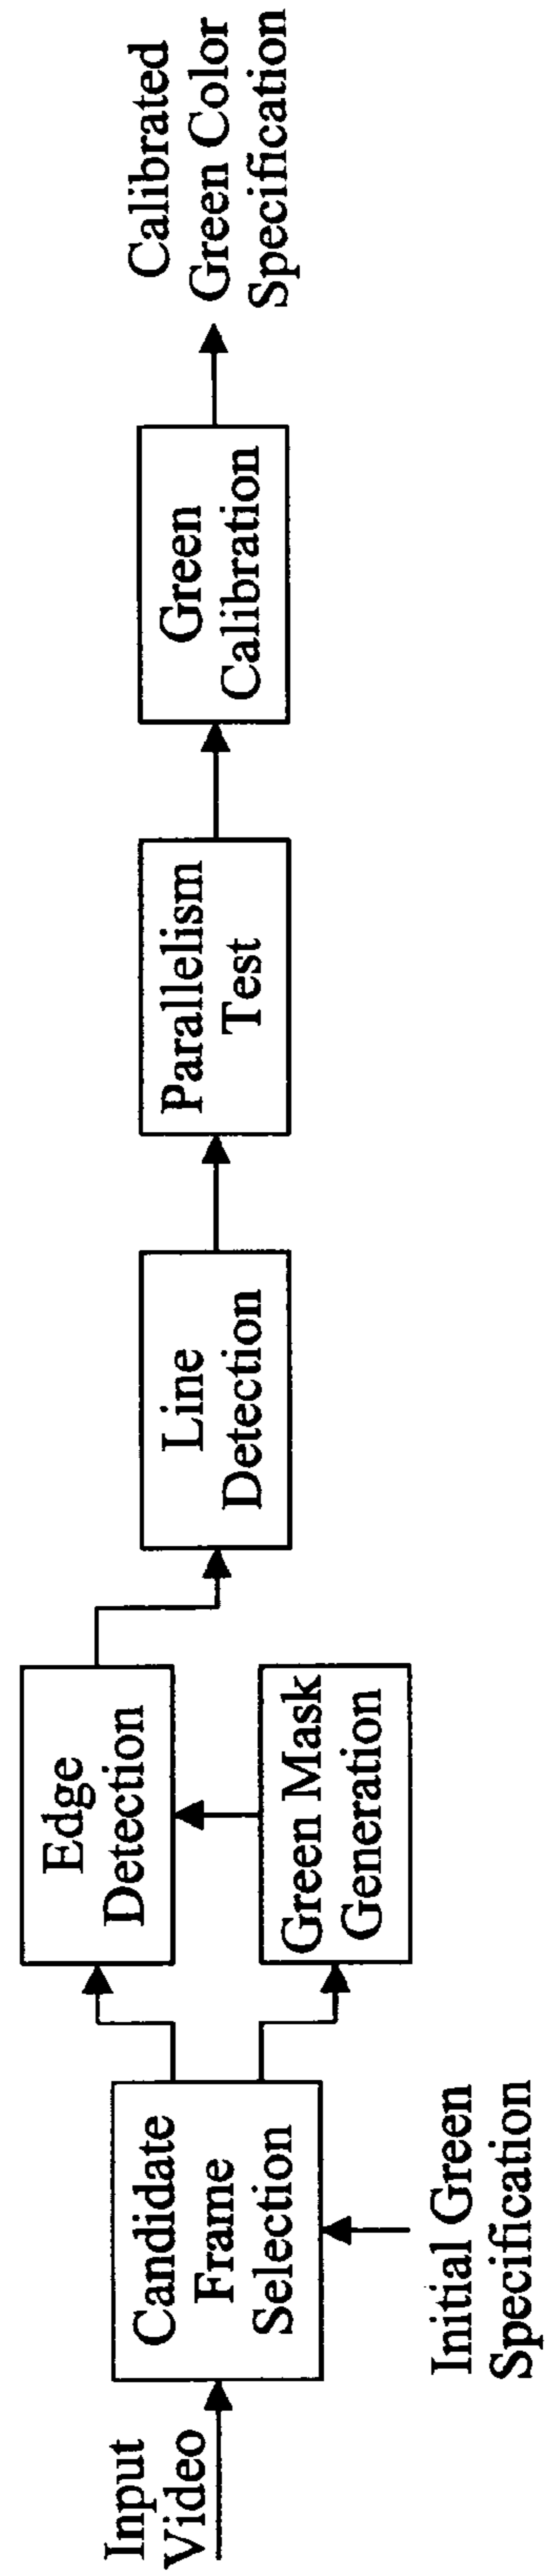 Input
Video
Candidate
Frame
Selection
Initial Green
Specification
Edge
Detection
Green Mask
Generation
Line
Detection
Parallelism
Test
Green
Calibration
Calibrated
Green Color
Specification